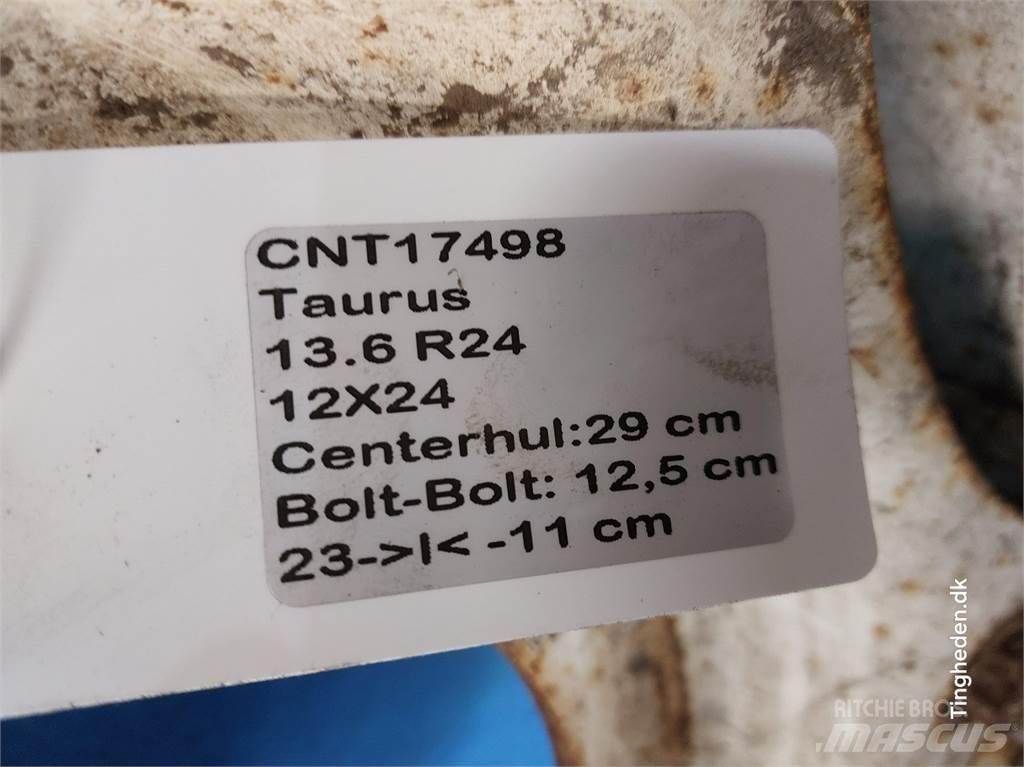 CNT17498
Taurus
13.6 R24
12X24
Centerhul:29 cm
Bolt-Bolt: 12,5 cm
23->I< -11 cm
Tingheden.dk
RITCHIE BRO
MASCUS